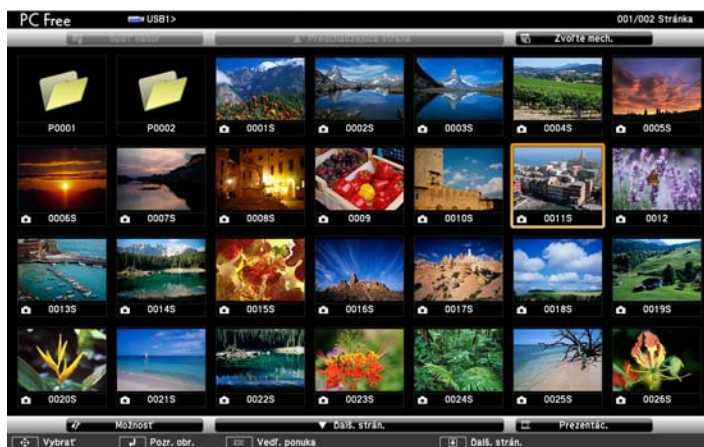 PC Free USB1> 001/002 Stránka
Späť nahor ▲ Predchádzajúca strana Zvoľte mech.
P0001 P0002 0001S 0002S 0003S 0004S 0005S
0006S 0007S 0008S 0009 0010S 0011S 0012
0013S 0014S 0015S 0016S 0017S 0018S 0019S
0020S 0021S 0022S 0023S 0024S 0025S 0026S
Možnosť ▼ Ďalš. strán. Prezentác.
Vybrať Pozr. obr. ESC Vedľ. ponuka Ďalš. strán.